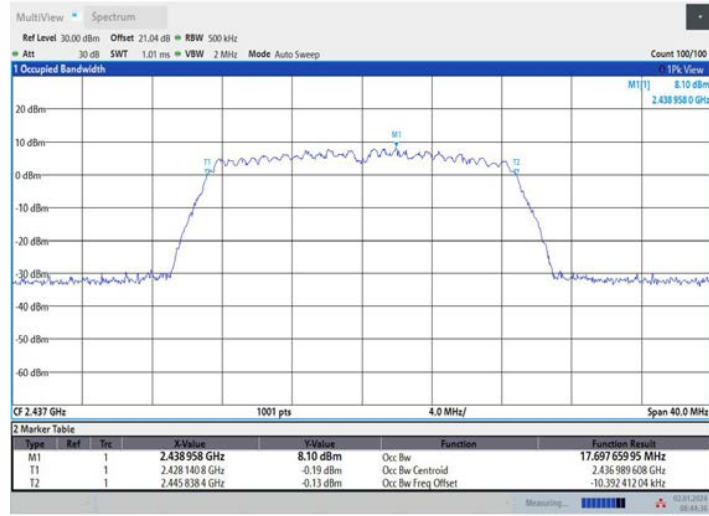 MultiView Spectrum
Ref Level 30.00 dBm Offset 21.04 dB RBW 500 kHz
Att 30 dB SWT 1.01 ms VBW 2 MHz Mode Auto Sweep Count 100/100
1 Occupied Bandwidth 1Pk View
M1[1] 8.10 dBm
2.438 958 0 GHz
20 dBm
M1
10 dBm
T1 T2
0 dBm
-10 dBm
-20 dBm
-30 dBm
-40 dBm
-50 dBm
-60 dBm
CF 2.437 GHz 1001 pts 4.0 MHz/ Span 40.0 MHz
2 Marker Table
Type Ref Trc X-Value Y-Value Function Function Result
M1 1 2.438 958 GHz 8.10 dBm Occ Bw 17.697 659 95 MHz
T1 1 2.428 140 8 GHz -0.19 dBm Occ Bw Centroid 2.436 989 608 GHz
T2 1 2.445 838 4 GHz -0.13 dBm Occ Bw Freq Offset -10.392 412 04 kHz
Measuring... 02.01.2024